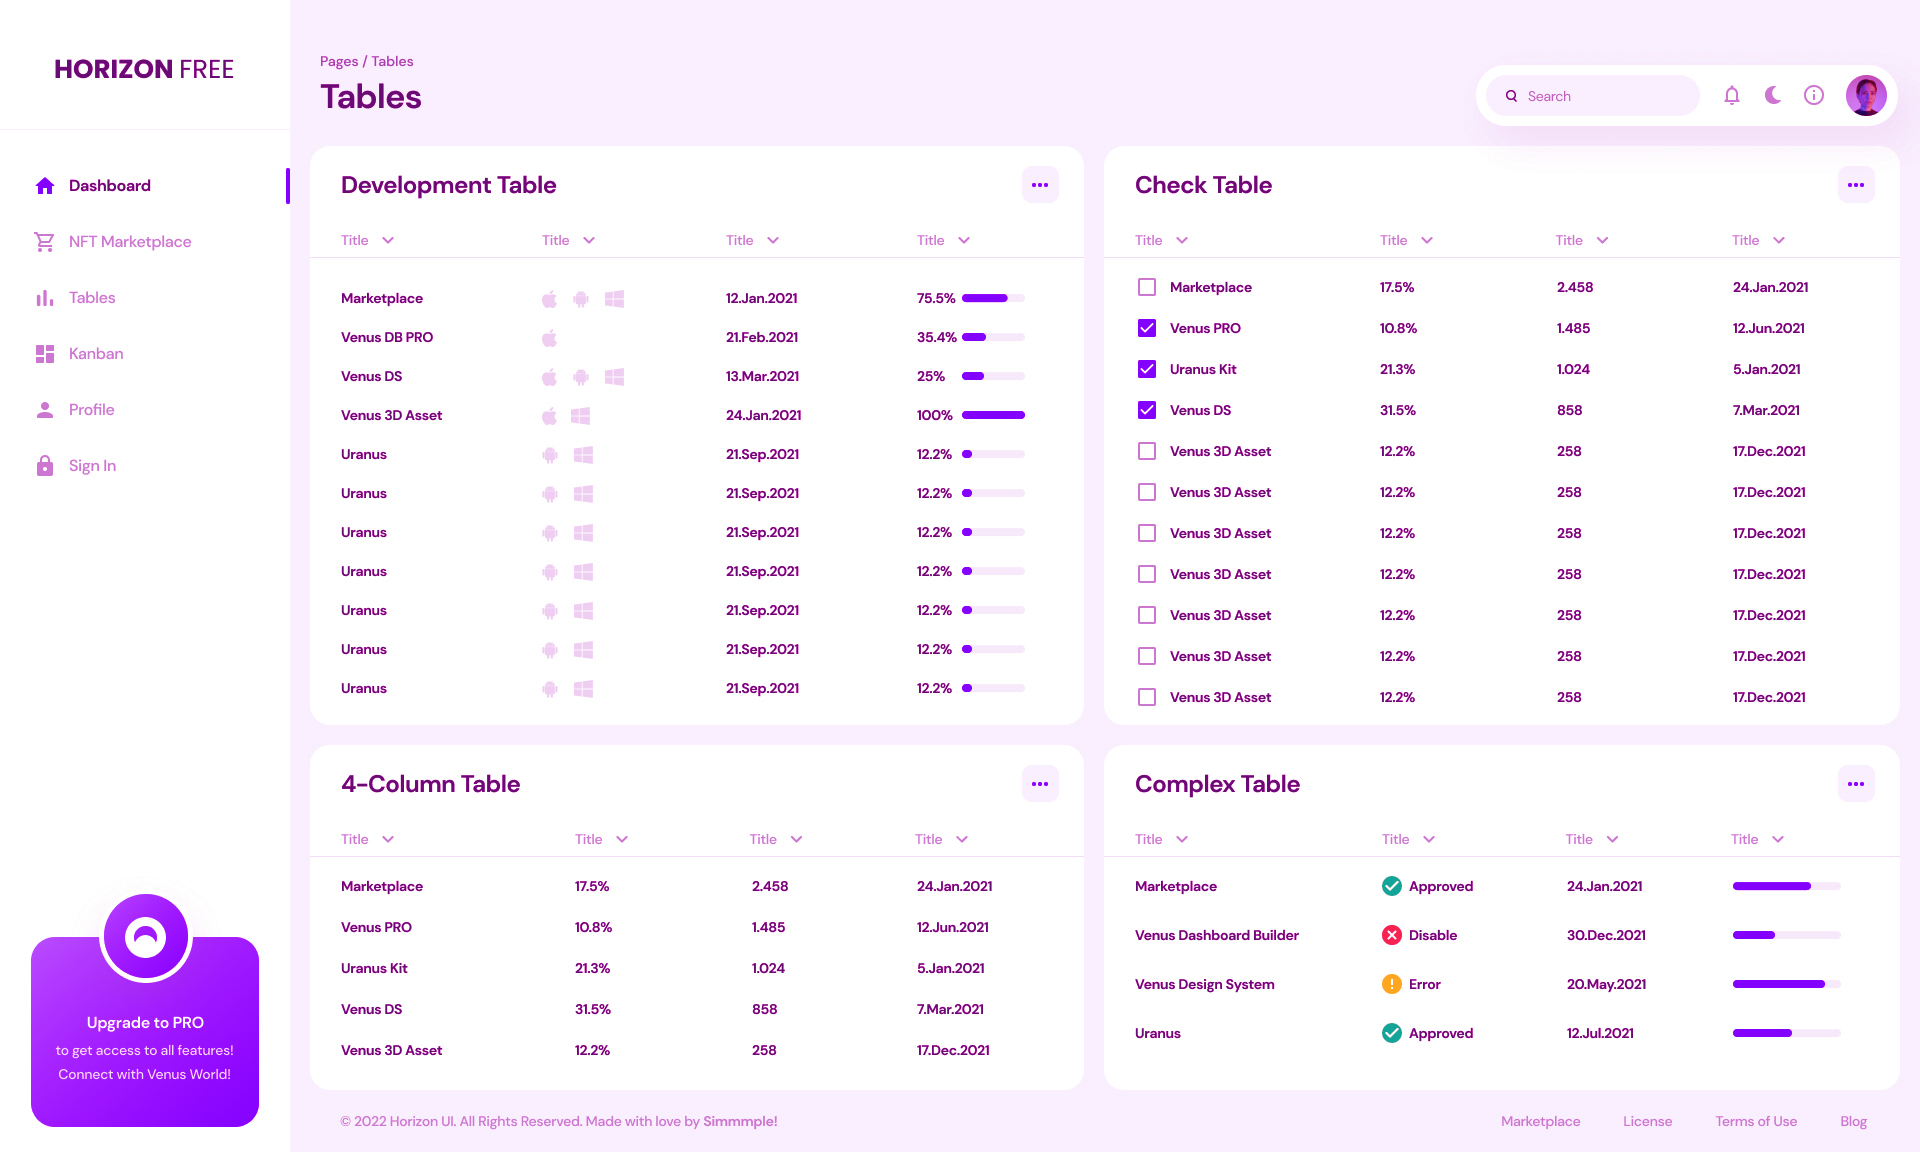 HORIZON FREE
Dashboard
NFT Marketplace
Tables
Kanban
Profile
Sign In
Upgrade to PRO
to get access to all features!
Connect with Venus World!
Pages / Tables
Tables
Search
Development Table
Title Title Title Title
Marketplace 12.Jan.2021 75.5%
Venus DB PRO 21.Feb.2021 35.4%
Venus DS 13.Mar.2021 25%
Venus 3D Asset 24.Jan.2021 100%
Uranus 21.Sep.2021 12.2%
Uranus 21.Sep.2021 12.2%
Uranus 21.Sep.2021 12.2%
Uranus 21.Sep.2021 12.2%
Uranus 21.Sep.2021 12.2%
Uranus 21.Sep.2021 12.2%
Uranus 21.Sep.2021 12.2%
Check Table
Title Title Title Title
Marketplace 17.5% 2.458 24.Jan.2021
Venus PRO 10.8% 1.485 12.Jun.2021
Uranus Kit 21.3% 1.024 5.Jan.2021
Venus DS 31.5% 858 7.Mar.2021
Venus 3D Asset 12.2% 258 17.Dec.2021
Venus 3D Asset 12.2% 258 17.Dec.2021
Venus 3D Asset 12.2% 258 17.Dec.2021
Venus 3D Asset 12.2% 258 17.Dec.2021
Venus 3D Asset 12.2% 258 17.Dec.2021
Venus 3D Asset 12.2% 258 17.Dec.2021
Venus 3D Asset 12.2% 258 17.Dec.2021
4-Column Table
Title Title Title Title
Marketplace 17.5% 2.458 24.Jan.2021
Venus PRO 10.8% 1.485 12.Jun.2021
Uranus Kit 21.3% 1.024 5.Jan.2021
Venus DS 31.5% 858 7.Mar.2021
Venus 3D Asset 12.2% 258 17.Dec.2021
Complex Table
Title Title Title Title
Marketplace Approved 24.Jan.2021
Venus Dashboard Builder Disable 30.Dec.2021
Venus Design System Error 20.May.2021
Uranus Approved 12.Jul.2021
© 2022 Horizon UI. All Rights Reserved. Made with love by Simmmple!
Marketplace License Terms of Use Blog